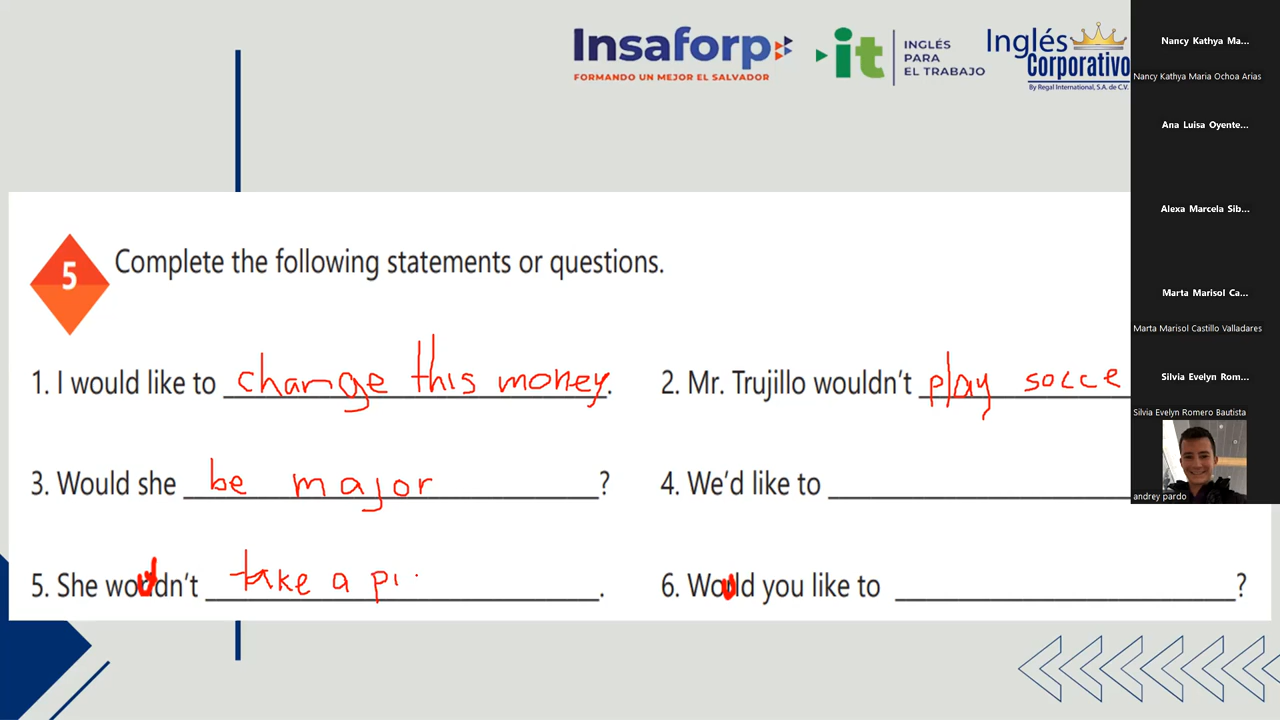 Insaforp
FORMANDO UN MEJOR EL SALVADOR
it
INGLÉS
PARA
EL TRABAJO
Inglés
Corporativo
By Regal International, S.A. de C.V.
Nancy Kathya Ma...
Nancy Kathya Maria Ochoa Arias
Ana Luisa Oyente...
Alexa Marcela Sib...
Marta Marisol Ca...
Marta Marisol Castillo Valladares
Silvia Evelyn Rom...
Silvia Evelyn Romero Bautista
andrey pardo
5 Complete the following statements or questions.
1. I would like to change this money.
2. Mr. Trujillo wouldn't play socce
3. Would she be major ?
4. We'd like to
5. She wouldn't take a pi
6. Would you like to ?